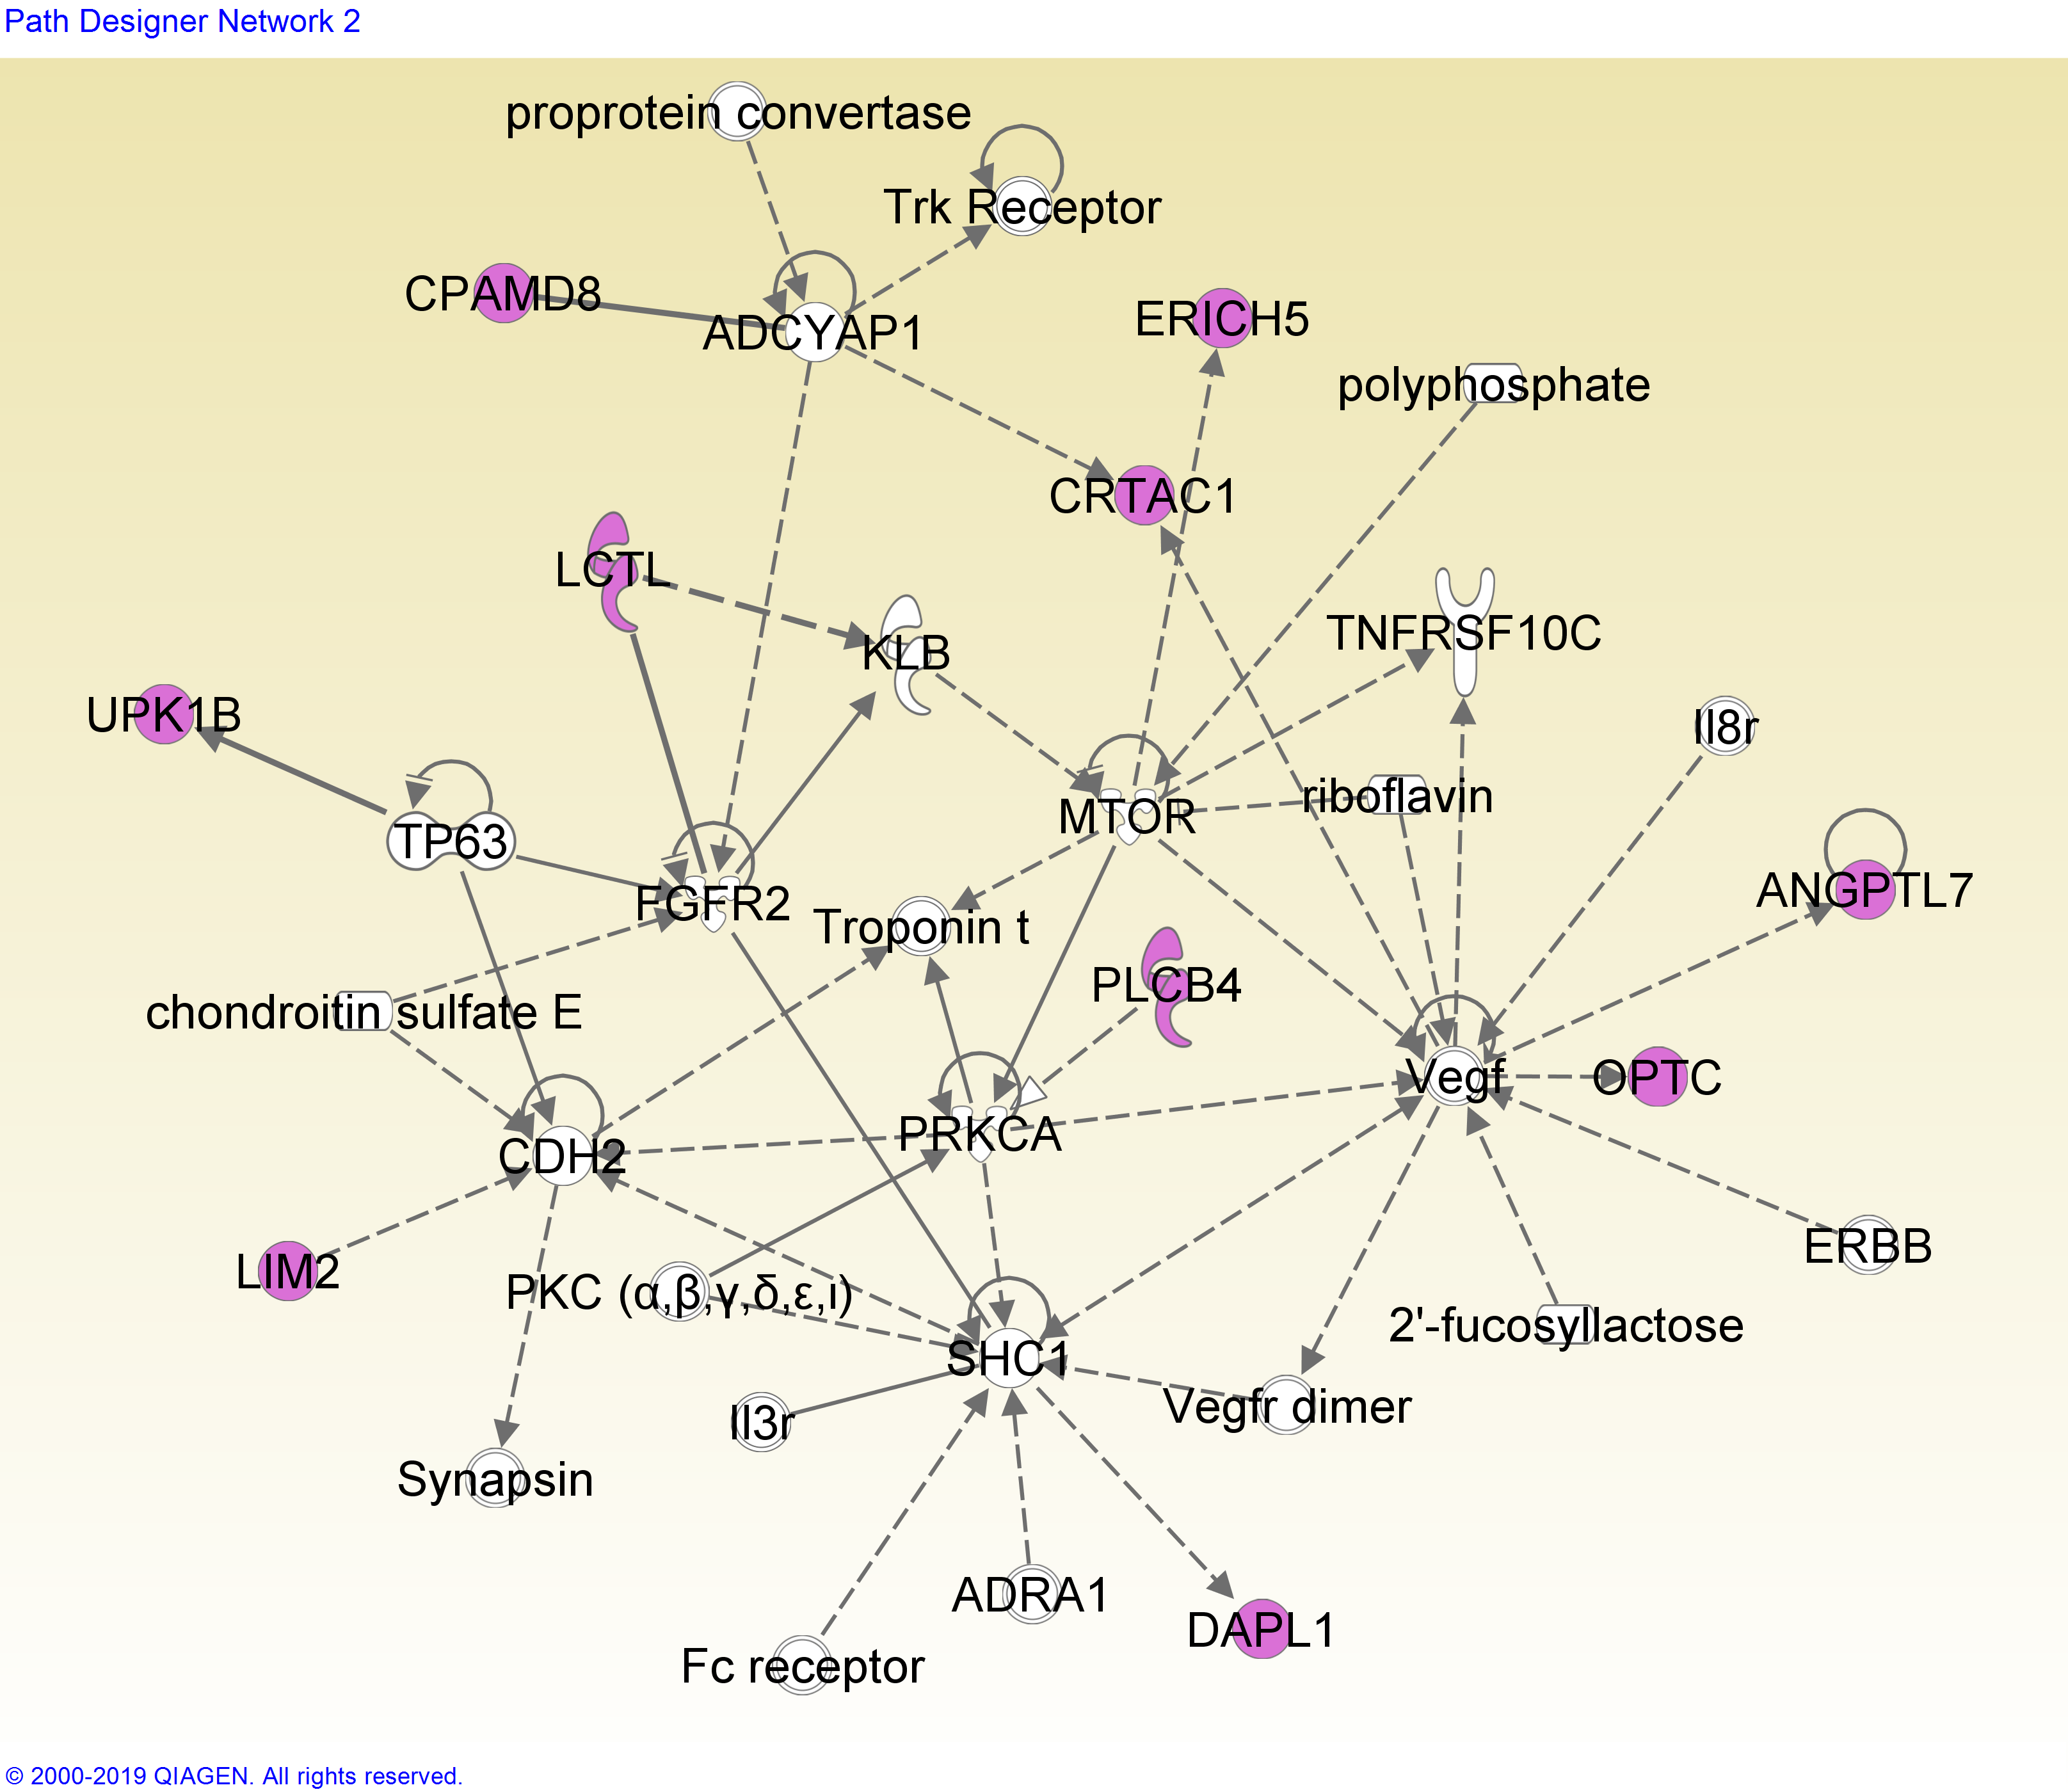 Path Designer Network 2
proprotein convertase
Trk Receptor
CPAMD8
ADCYAP1
ERICH5
polyphosphate
CRTAC1
LCTL
TNFRSF10C
KLB
UPK1B
Il8r
riboflavin
MTOR
TP63
ANGPTL7
FGFR2
Troponin t
PLCB4
chondroitin sulfate E
Vegf
OPTC
PRKCA
CDH2
ERBB
LIM2
PKC (α,β,γ,δ,ε,ι)
2'-fucosyllactose
SHC1
Vegfr dimer
Il3r
Synapsin
ADRA1
DAPL1
Fc receptor
© 2000-2019 QIAGEN. All rights reserved.